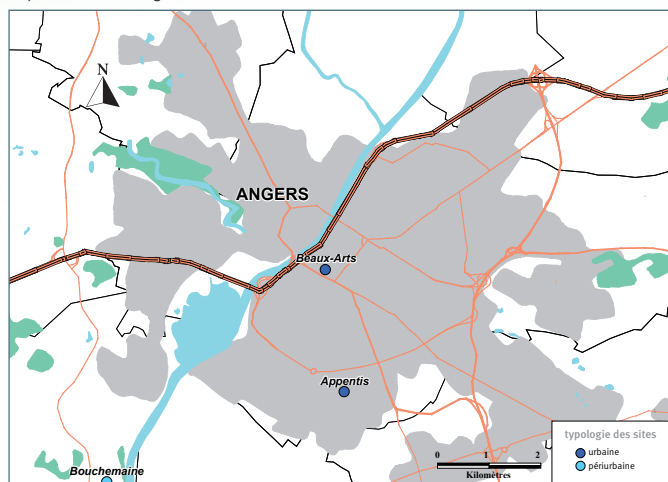 N
ANGERS
Beaux-Arts
Appentis
Bouchemaine
typologie des sites
urbaine
périurbaine
0 1 2
Kilomètres